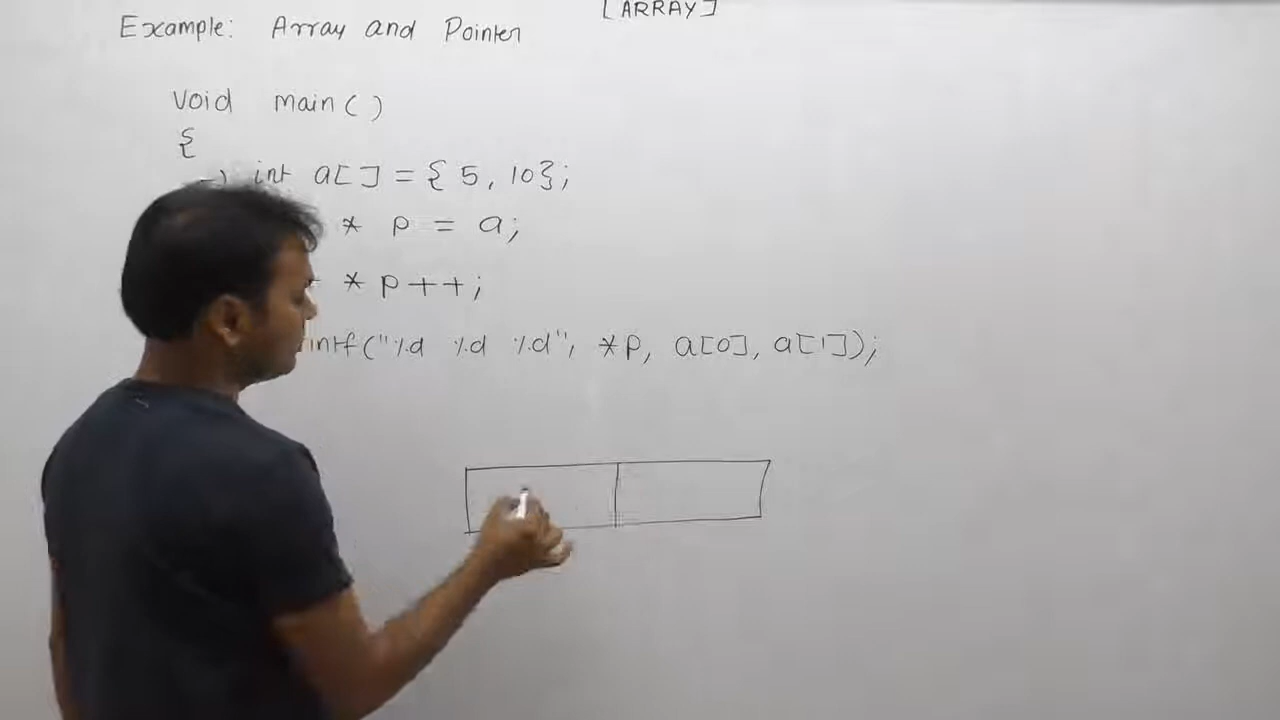 [ARRAY]
Example: Array and Pointer
void main()
{
int a[] = { 5, 10};
* p = a;
* p++;
intf("%d %d %d", *p, a[0], a[1]);